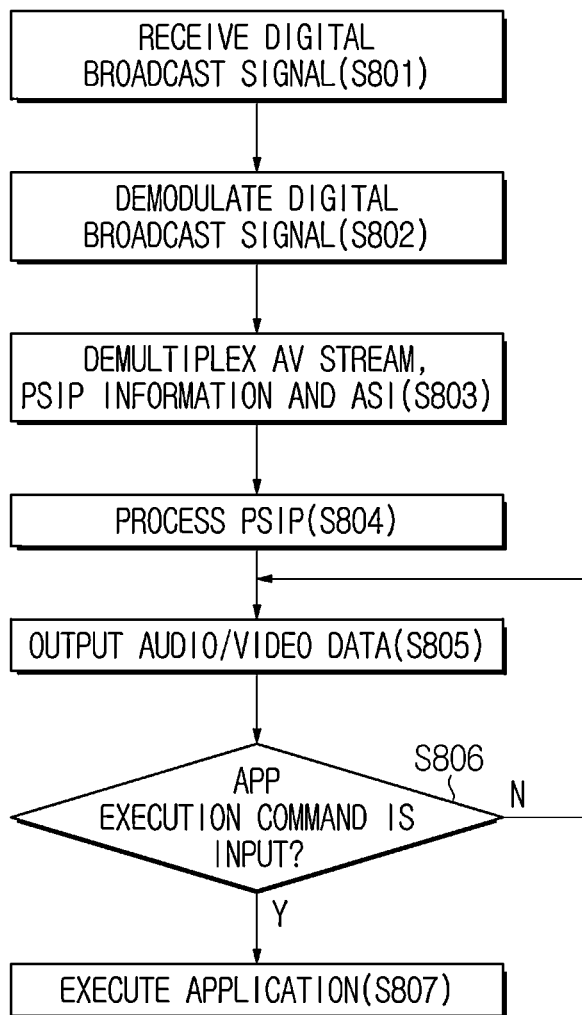 RECEIVE DIGITAL
BROADCAST SIGNAL(S801)
DEMODULATE DIGITAL
BROADCAST SIGNAL(S802)
DEMULTIPLEX AV STREAM,
PSIP INFORMATION AND ASI(S803)
PROCESS PSIP(S804)
OUTPUT AUDIO/VIDEO DATA(S805)
S806
APP
EXECUTION COMMAND IS
INPUT?
N
Y
EXECUTE APPLICATION(S807)